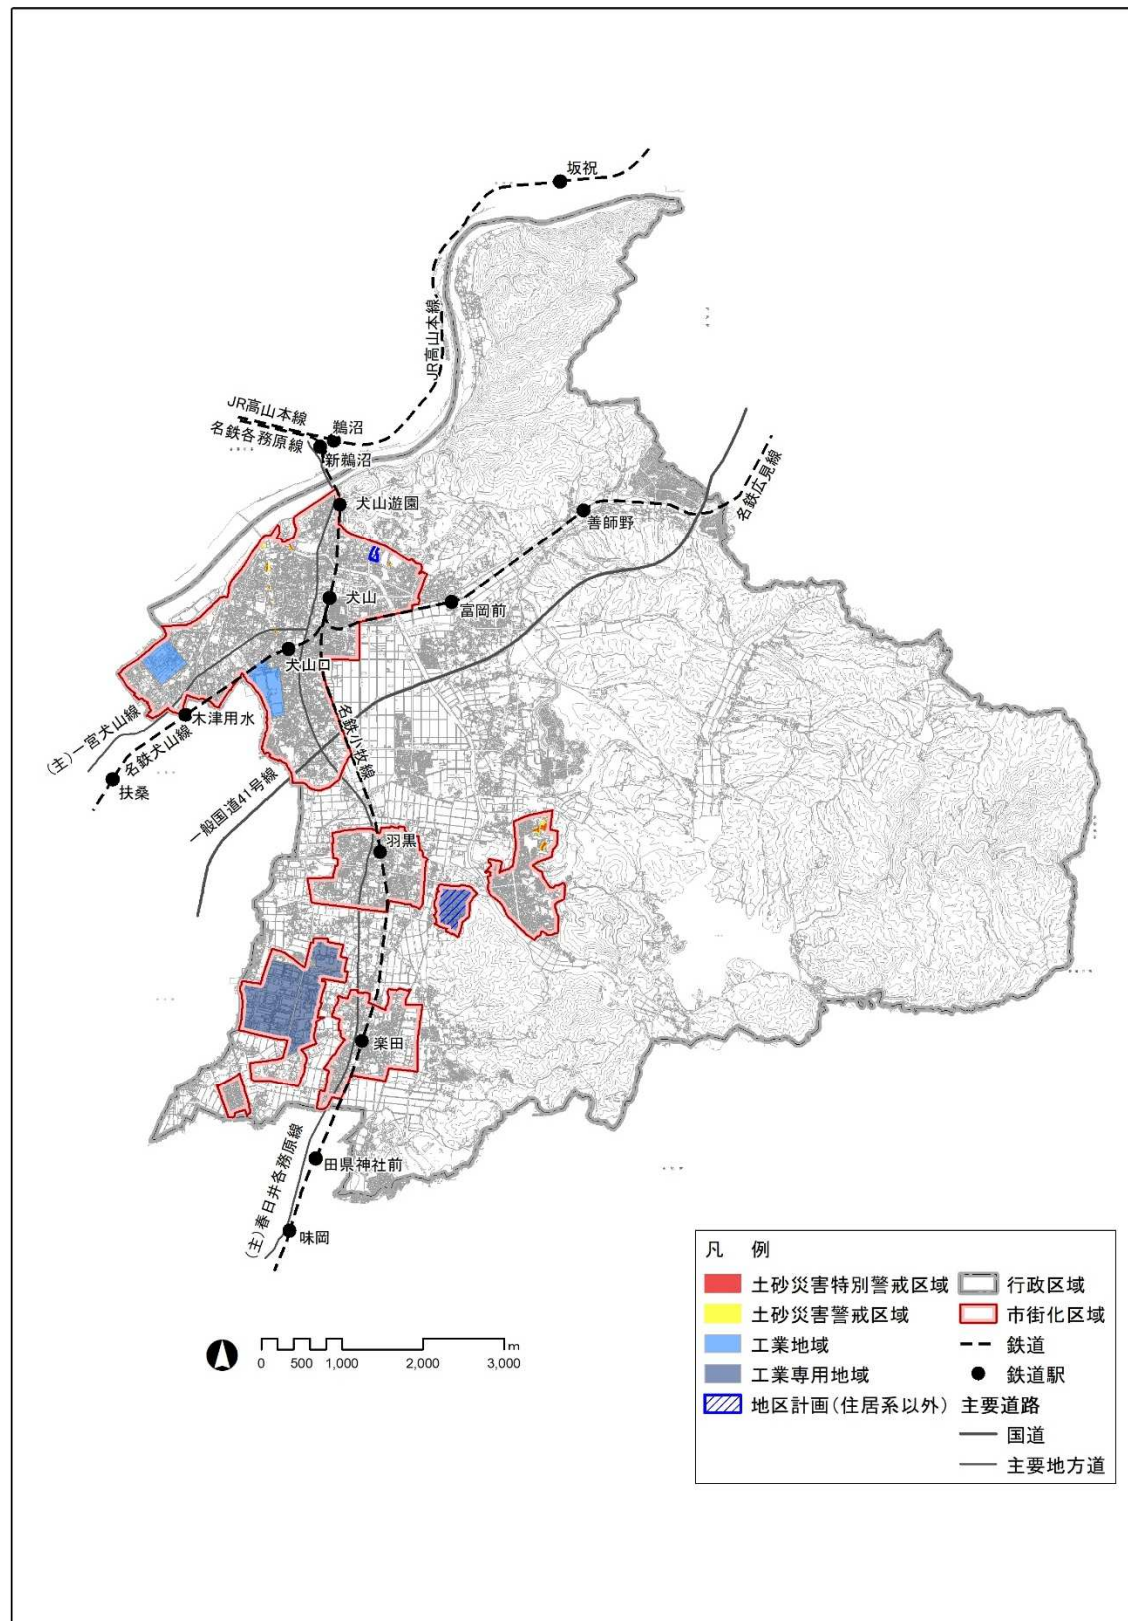 坂祝
JR高山本線
JR高山本線
鵜沼
名鉄各務原線
新鵜沼
犬山遊園
名鉄広見線
善師野
犬山
富岡前
犬山口
木津用水
(主)一宮犬山線
名鉄犬山線
名鉄小牧線
扶桑
一般国道41号線
羽黒
楽田
(主)春日井各務原線
田県神社前
味岡
凡 例
土砂災害特別警戒区域
土砂災害警戒区域
工業地域
工業専用地域
地区計画(住居系以外)
行政区域
市街化区域
鉄道
鉄道駅
主要道路
国道
主要地方道
0 500 1,000 2,000 3,000 m